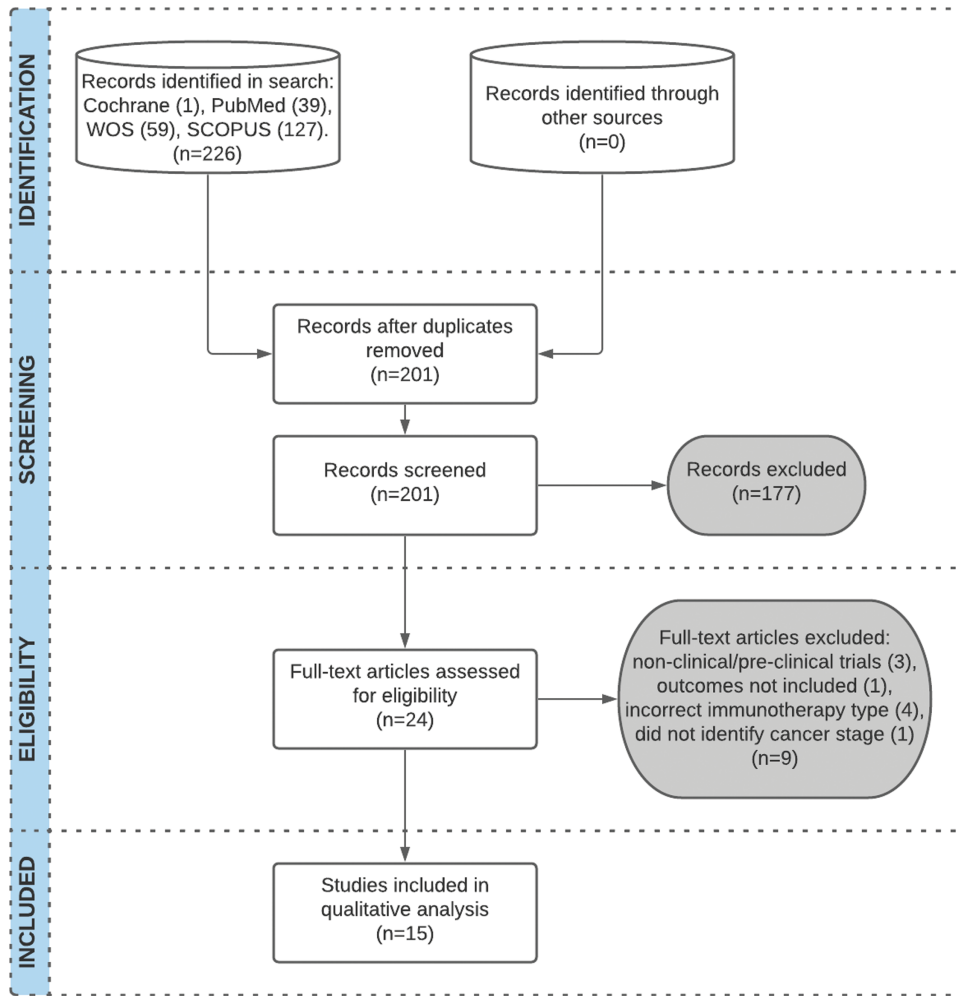 IDENTIFICATION
Records identified in search:
Cochrane (1), PubMed (39),
WOS (59), SCOPUS (127).
(n=226)
Records identified through
other sources
(n=0)
SCREENING
Records after duplicates
removed
(n=201)
Records screened
(n=201)
Records excluded
(n=177)
ELIGIBILITY
Full-text articles assessed
for eligibility
(n=24)
Full-text articles excluded:
non-clinical/pre-clinical trials (3),
outcomes not included (1),
incorrect immunotherapy type (4),
did not identify cancer stage (1)
(n=9)
INCLUDED
Studies included in
qualitative analysis
(n=15)